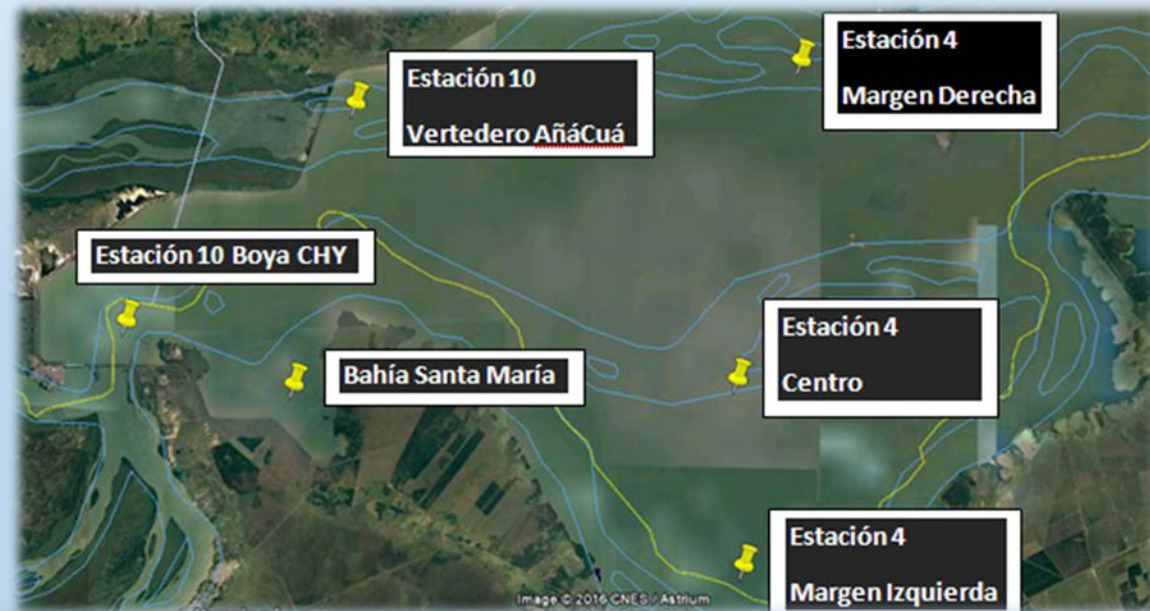 Estación 4
Margen Derecha
Estación 10
Vertedero AñáCuá
Estación 10 Boya CHY
Estación 4
Centro
Bahía Santa María
Estación 4
Margen Izquierda
Image © 2016 CNES / Astrium